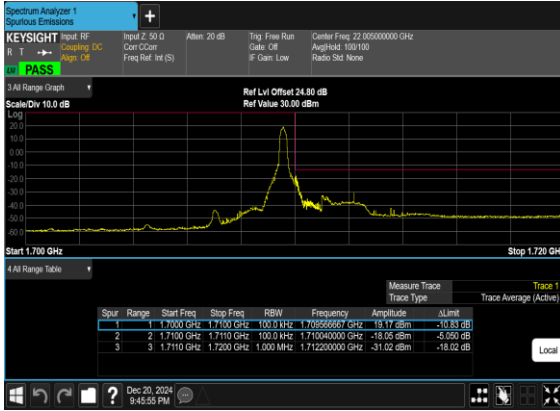 Spectrum Analyzer 1
Spurious Emissions
KEYSIGHT Input: RF Input Z: 50 Ω Atten: 20 dB Trig: Free Run Center Freq: 22.005000000 GHz
R T Coupling: DC Corr CCorr Gate: Off Avg|Hold: 100/100
Align: Off Freq Ref: Int (S) IF Gain: Low Radio Std: None
PASS
3 All Range Graph
Ref Lvl Offset 24.80 dB
Scale/Div 10.0 dB Ref Value 30.00 dBm
Log
20.0
10.0
0.00
-10.0
-20.0
-30.0
-40.0
-50.0
-60.0
Start 1.700 GHz Stop 1.720 GH
4 All Range Table
Measure Trace Trace 1
Trace Type Trace Average (Active)
Spur Range Start Freq Stop Freq RBW Frequency Amplitude ΔLimit
1 1 1.7000 GHz 1.7100 GHz 100.0 kHz 1.709566667 GHz 19.17 dBm -10.83 dB
2 2 1.7100 GHz 1.7110 GHz 100.0 kHz 1.710040000 GHz -18.05 dBm -5.050 dB
3 3 1.7110 GHz 1.7200 GHz 1.000 MHz 1.712200000 GHz -31.02 dBm -18.02 dB
Local
Dec 20, 2024
9:45:55 PM